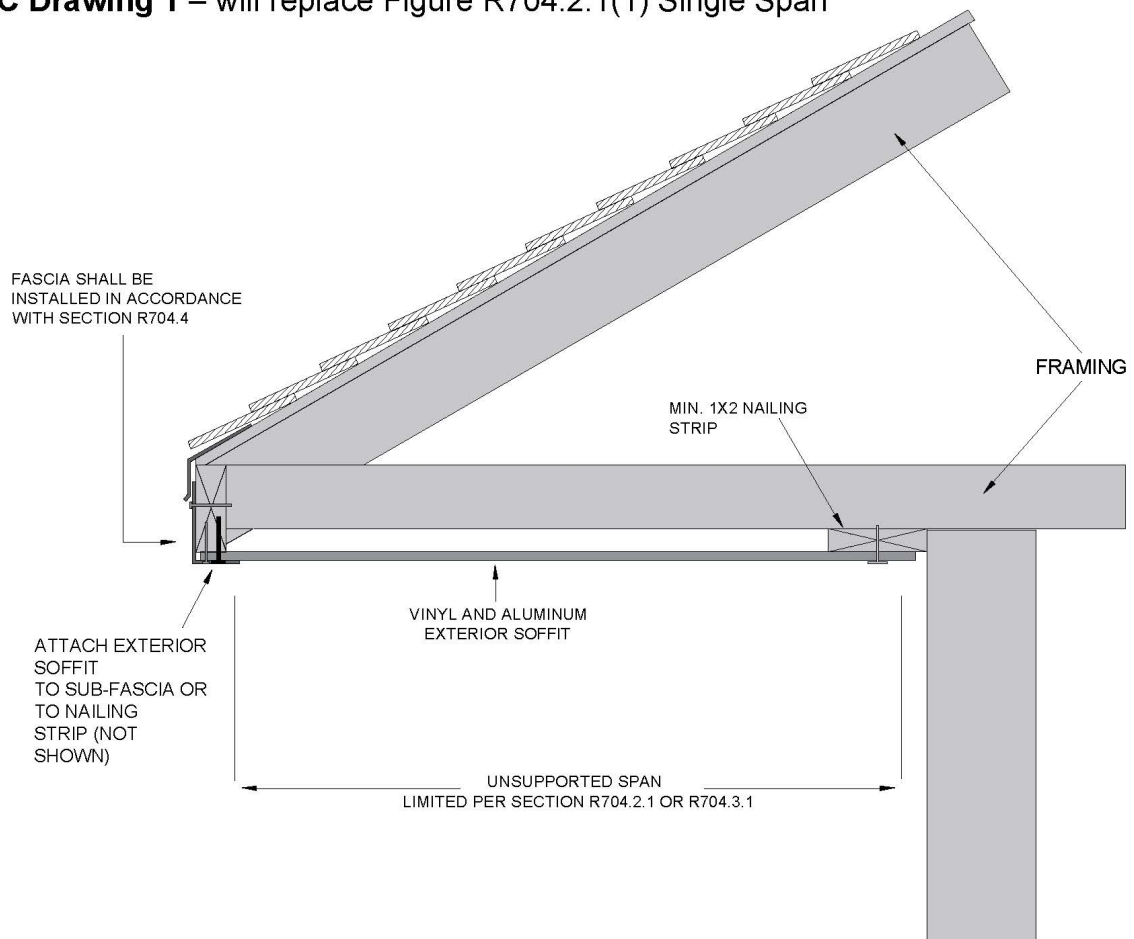 C Drawing 1 – will replace Figure R704.2.1(1) Single Span
FASCIA SHALL BE
INSTALLED IN ACCORDANCE
WITH SECTION R704.4
FRAMING
MIN. 1X2 NAILING
STRIP
VINYL AND ALUMINUM
EXTERIOR SOFFIT
ATTACH EXTERIOR
SOFFIT
TO SUB-FASCIA OR
TO NAILING
STRIP (NOT
SHOWN)
UNSUPPORTED SPAN
LIMITED PER SECTION R704.2.1 OR R704.3.1